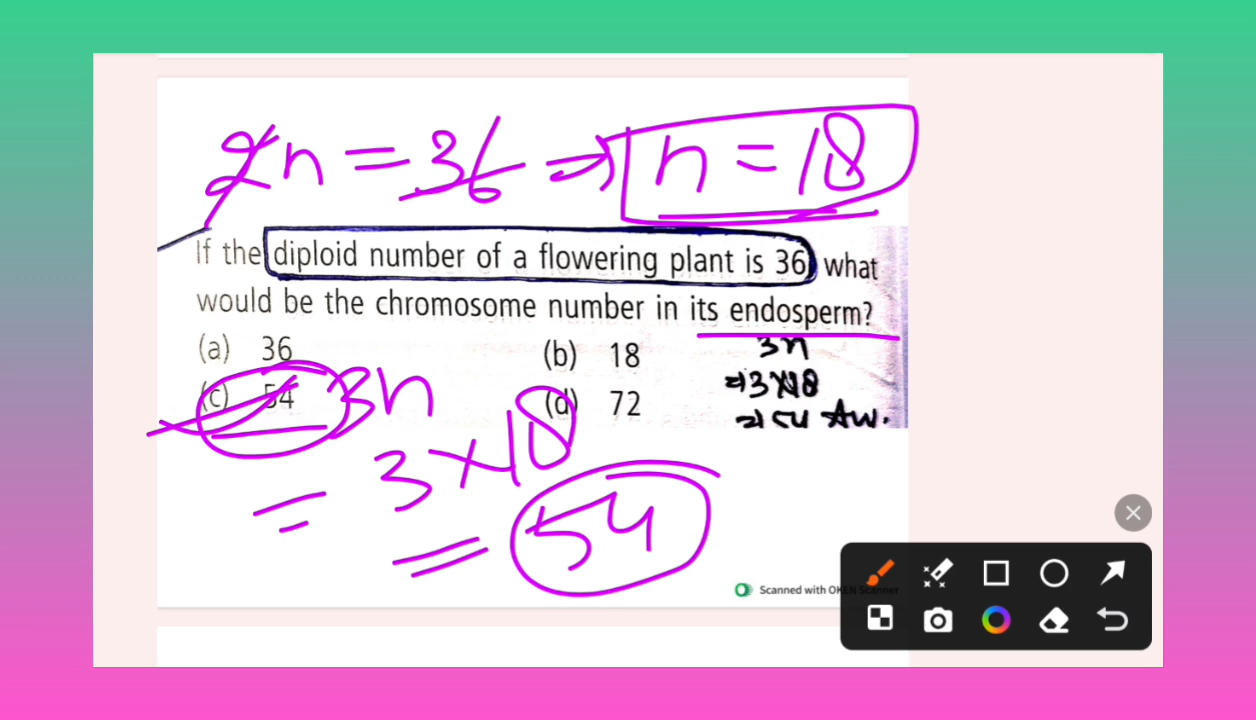 2n = 36 ⇒ n = 18
If the diploid number of a flowering plant is 36 what
would be the chromosome number in its endosperm?
(a) 36 (b) 18
(c) 54 (d) 72
3n
⇒ 3×18
⇒ 54 Aw.
3n
= 3×18
= 54
Scanned with OKEN Scanner